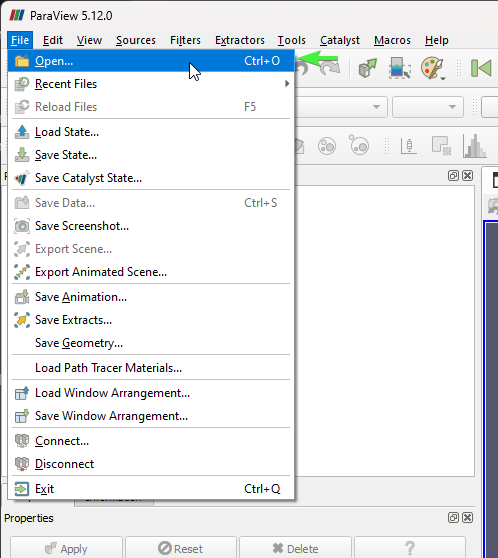 ParaView 5.12.0
File Edit View Sources Filters Extractors Tools Catalyst Macros Help
Open... Ctrl+O
Recent Files
Reload Files F5
Load State...
Save State...
Save Catalyst State...
Save Data... Ctrl+S
Save Screenshot...
Export Scene...
Export Animated Scene...
Save Animation...
Save Extracts...
Save Geometry...
Load Path Tracer Materials...
Load Window Arrangement...
Save Window Arrangement...
Connect...
Disconnect
Exit Ctrl+Q
Properties
Apply Reset Delete ?